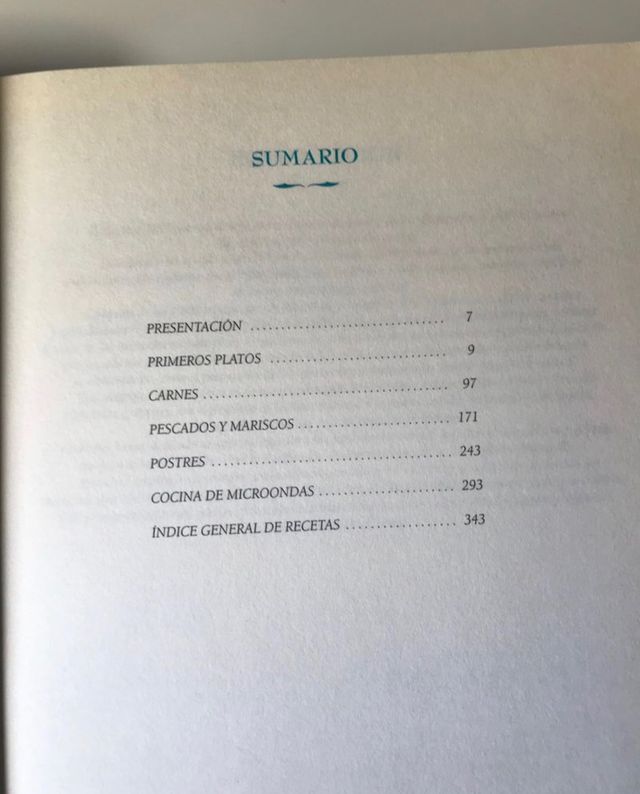 SUMARIO
PRESENTACIÓN .............................. 7
PRIMEROS PLATOS ........................... 9
CARNES ...................................... 97
PESCADOS Y MARISCOS ........................ 171
POSTRES ..................................... 243
COCINA DE MICROONDAS ..................... 293
ÍNDICE GENERAL DE RECETAS .................. 343